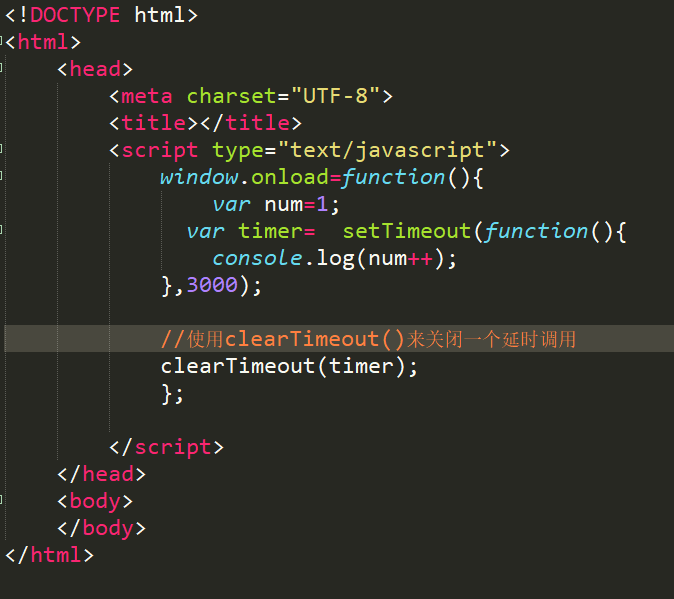 <!DOCTYPE html>
<html>
<head>
<meta charset="UTF-8">
<title></title>
<script type="text/javascript">
window.onload=function(){
var num=1;
var timer=  setTimeout(function(){
console.log(num++);
},3000);
//使用clearTimeout()来关闭一个延时调用
clearTimeout(timer);
};
</script>
</head>
<body>
</body>
</html>